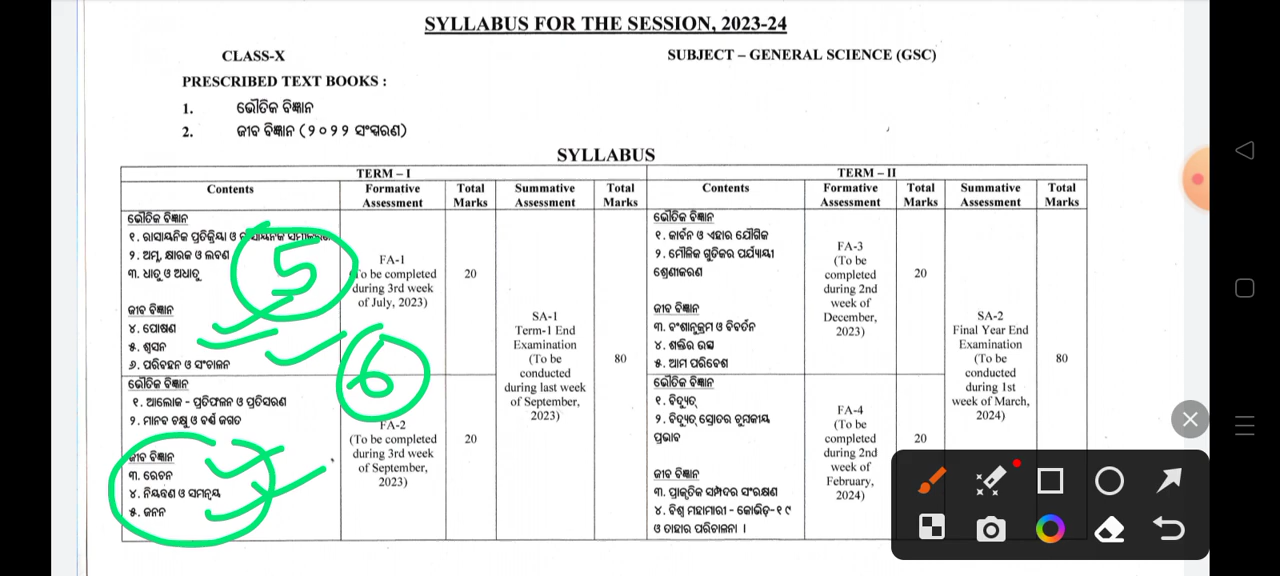 SYLLABUS FOR THE SESSION, 2023-24
CLASS-X
SUBJECT – GENERAL SCIENCE (GSC)
PRESCRIBED TEXT BOOKS :
1. ଭୌତିକ ବିଜ୍ଞାନ
2. ଜୀବ ବିଜ୍ଞାନ (୨୦୨୨ ସଂସ୍କରଣ)
SYLLABUS
TERM – I
Contents
Formative Assessment
Total Marks
Summative Assessment
Total Marks
ଭୌତିକ ବିଜ୍ଞାନ
୧. ରାସାୟନିକ ପ୍ରତିକ୍ରିୟା ଓ
୨. ଅମ୍ଳ, କ୍ଷାରକ ଓ ଲବଣ
୩. ଧାତୁ ଓ ଅଧାତୁ
ଜୀବ ବିଜ୍ଞାନ
୪. ପୋଷଣ
୫. ଶ୍ୱସନ
୬. ପରିବହନ ଓ ସଂଚାଳନ
5
6
FA-1
(To be completed
during 3rd week
of July, 2023)
20
ଭୌତିକ ବିଜ୍ଞାନ
୧. ଆଲୋକ - ପ୍ରତିଫଳନ ଓ ପ୍ରତିସରଣ
୨. ମାନବ ଚକ୍ଷୁ ଓ ବର୍ଣ୍ଣ ଜଗତ
ଜୀବ ବିଜ୍ଞାନ
୩. ରେଚନ
୪. ନିୟନ୍ତ୍ରଣ ଓ ସମନ୍ୱୟ
୫. ଜନନ
FA-2
(To be completed
during 3rd week
of September,
2023)
20
SA-1
Term-1 End
Examination
(To be
conducted
during last week
of September,
2023)
80
TERM – II
Contents
Formative Assessment
Total Marks
Summative Assessment
Total Marks
ଭୌତିକ ବିଜ୍ଞାନ
୧. କାର୍ବନ ଓ ଏହାର ଯୌଗିକ
୨. ମୌଳିକ ଗୁଡିକର ପର୍ଯ୍ୟାୟୀ
ଶ୍ରେଣୀକରଣ
ଜୀବ ବିଜ୍ଞାନ
୩. ବଂଶାନୁକ୍ରମ ଓ ବିବର୍ତନ
୪. ଶକ୍ତିର ଉତ୍ସ
୫. ଆମ ପରିବେଶ
FA-3
(To be
completed
during 2nd
week of
December,
2023)
20
ଭୌତିକ ବିଜ୍ଞାନ
୧. ବିଦ୍ୟୁତ୍
୨. ବିଦ୍ୟୁତ୍ ସ୍ରୋତର ଚୁମ୍ବକୀୟ
ପ୍ରଭାବ
ଜୀବ ବିଜ୍ଞାନ
୩. ପ୍ରାକୃତିକ ସମ୍ପଦର ସଂରକ୍ଷଣ
୪. ବିଶ୍ୱ ମହାମାରୀ - କୋଭିଡ୍-୧୯
ଓ ତାହାର ପରିଚାଳନା ।
FA-4
(To be
completed
during 2nd
week of
February,
2024)
20
SA-2
Final Year End
Examination
(To be
conducted
during 1st
week of March,
2024)
80